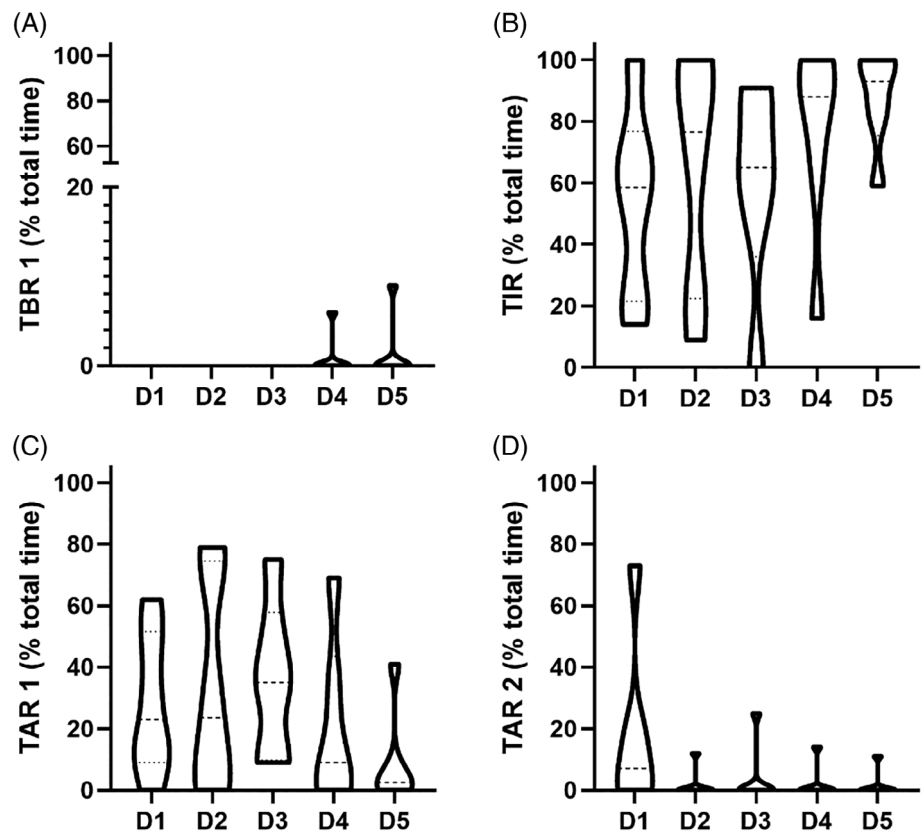 (A)
TBR 1 (% total time)
100
80
60
20
0
D1 D2 D3 D4 D5
(B)
TIR (% total time)
100
80
60
40
20
0
D1 D2 D3 D4 D5
(C)
TAR 1 (% total time)
100
80
60
40
20
0
D1 D2 D3 D4 D5
(D)
TAR 2 (% total time)
100
80
60
40
20
0
D1 D2 D3 D4 D5